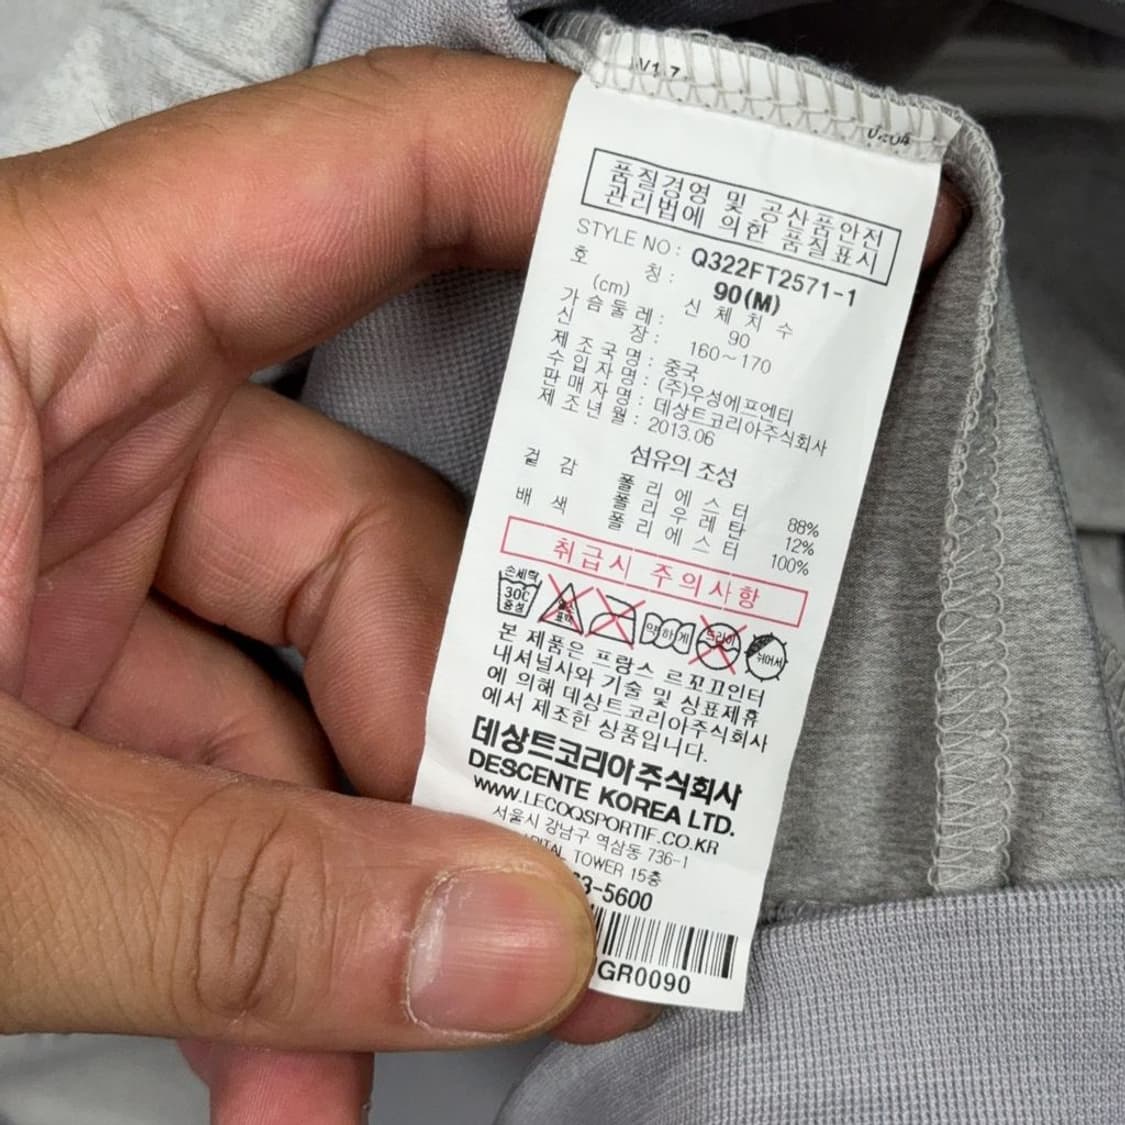 품질경영 및 공산품안전
관리법에 의한 품질표시
STYLE NO: Q322FT2571-1
호 칭: 90(M)
(cm) 신 체 치 수
가 슴 둘 레: 90
신 장: 160~170
제 조 국 명: 중국
수 입 자 명: (주)우성에프엔티
판 매 자 명: 데상트코리아주식회사
제 조 년 월: 2013.06
섬유의 조성
겉 감 폴 리 에 스 터 88%
폴 리 우 레 탄 12%
배 색 폴 리 에 스 터 100%
취급시 주의사항
손세탁 30C 중성 약하게 드라이 뉘어서
본 제품은 프랑스 르꼬끄인터
내셔널사와 기술 및 상표제휴
에 의해 데상트코리아주식회사
에서 제조한 상품입니다.
데상트코리아주식회사
DESCENTE KOREA LTD.
WWW.LECOQSPORTIF.CO.KR
서울시 강남구 역삼동 736-1
TOWER 15층
3-5600
GR0090